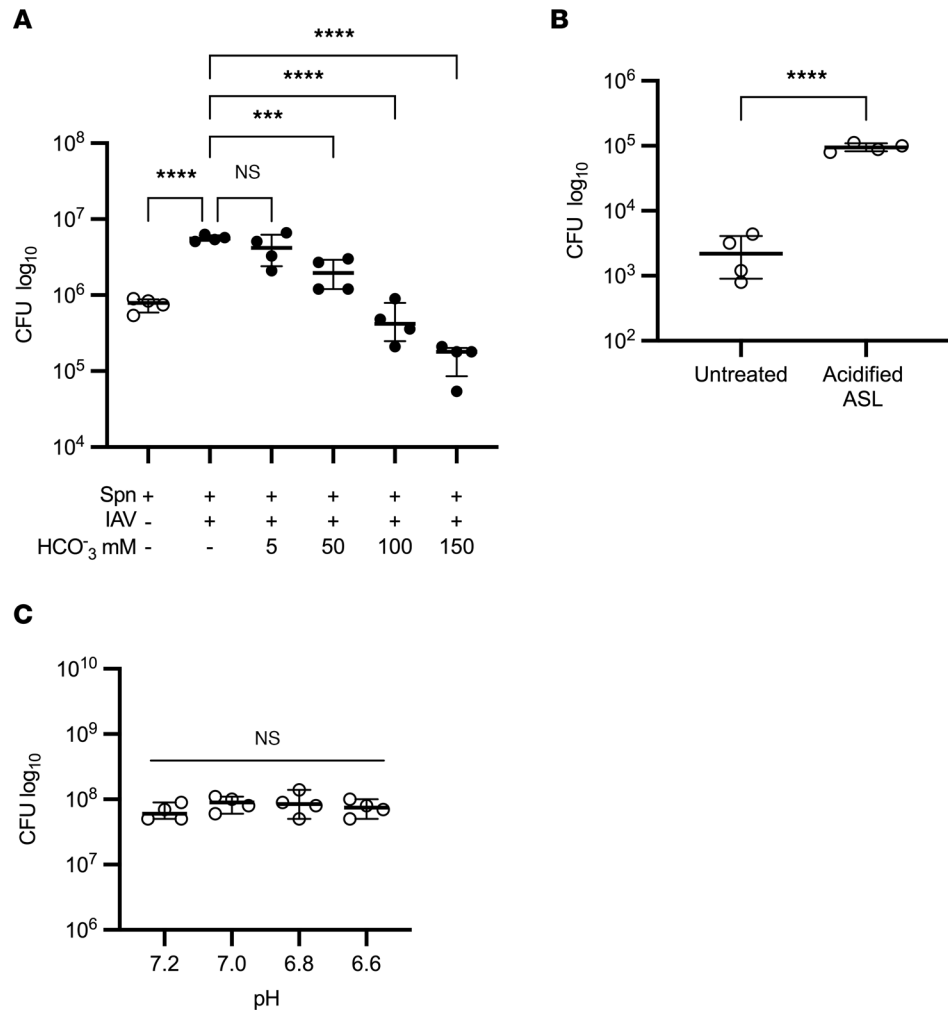 A
****
****
***
**** NS
10⁸
10⁷
10⁶
10⁵
10⁴
CFU log₁₀
Spn + + + + + +
IAV - + + + + +
HCO⁻₃ mM - - 5 50 100 150
B
****
10⁶
10⁵
10⁴
10³
10²
CFU log₁₀
Untreated Acidified
ASL
C
NS
10¹⁰
10⁹
10⁸
10⁷
10⁶
CFU log₁₀
7.2 7.0 6.8 6.6
pH